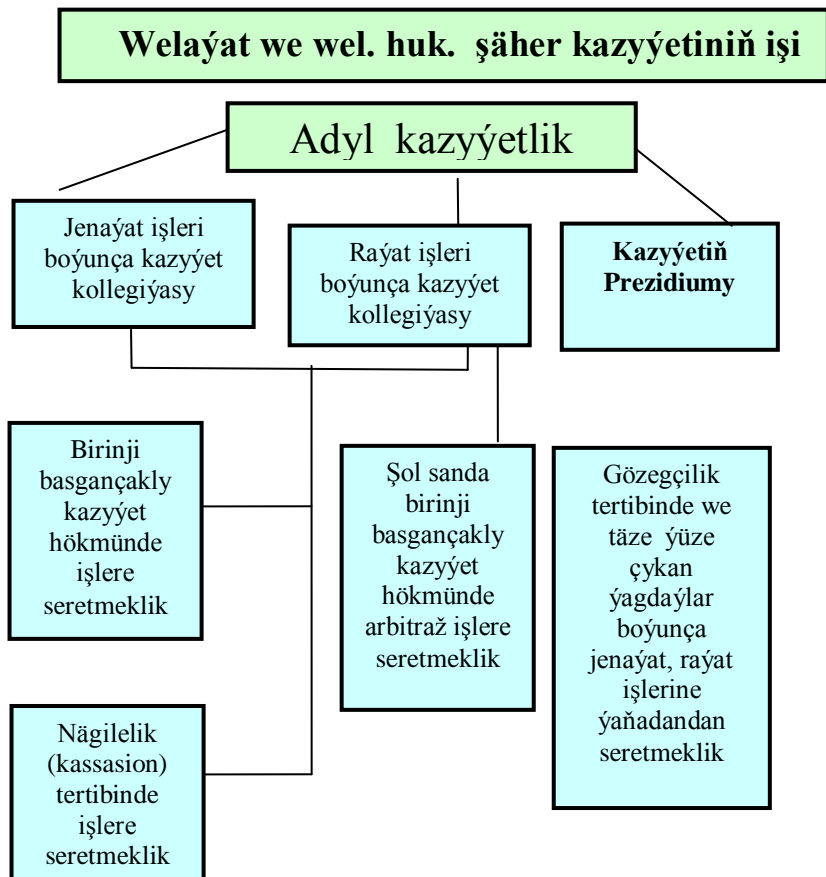 Welaýat we wel. huk. şäher kazyýetiniň işi
Adyl kazyýetlik
Jenaýat işleri
boýunça kazyýet
kollegiýasy
Raýat işleri
boýunça kazyýet
kollegiýasy
Kazyýetiň
Prezidiumy
Birinji
basgançakly
kazyýet
hökmünde
işlere
seretmeklik
Şol sanda
birinji
basgançakly
kazyýet
hökmünde
arbitraž işlere
seretmeklik
Gözegçilik
tertibinde we
täze ýüze
çykan
ýagdaýlar
boýunça
jenaýat, raýat
işlerine
ýaňadandan
seretmeklik
Nägilelik
(kassasion)
tertibinde
işlere
seretmeklik